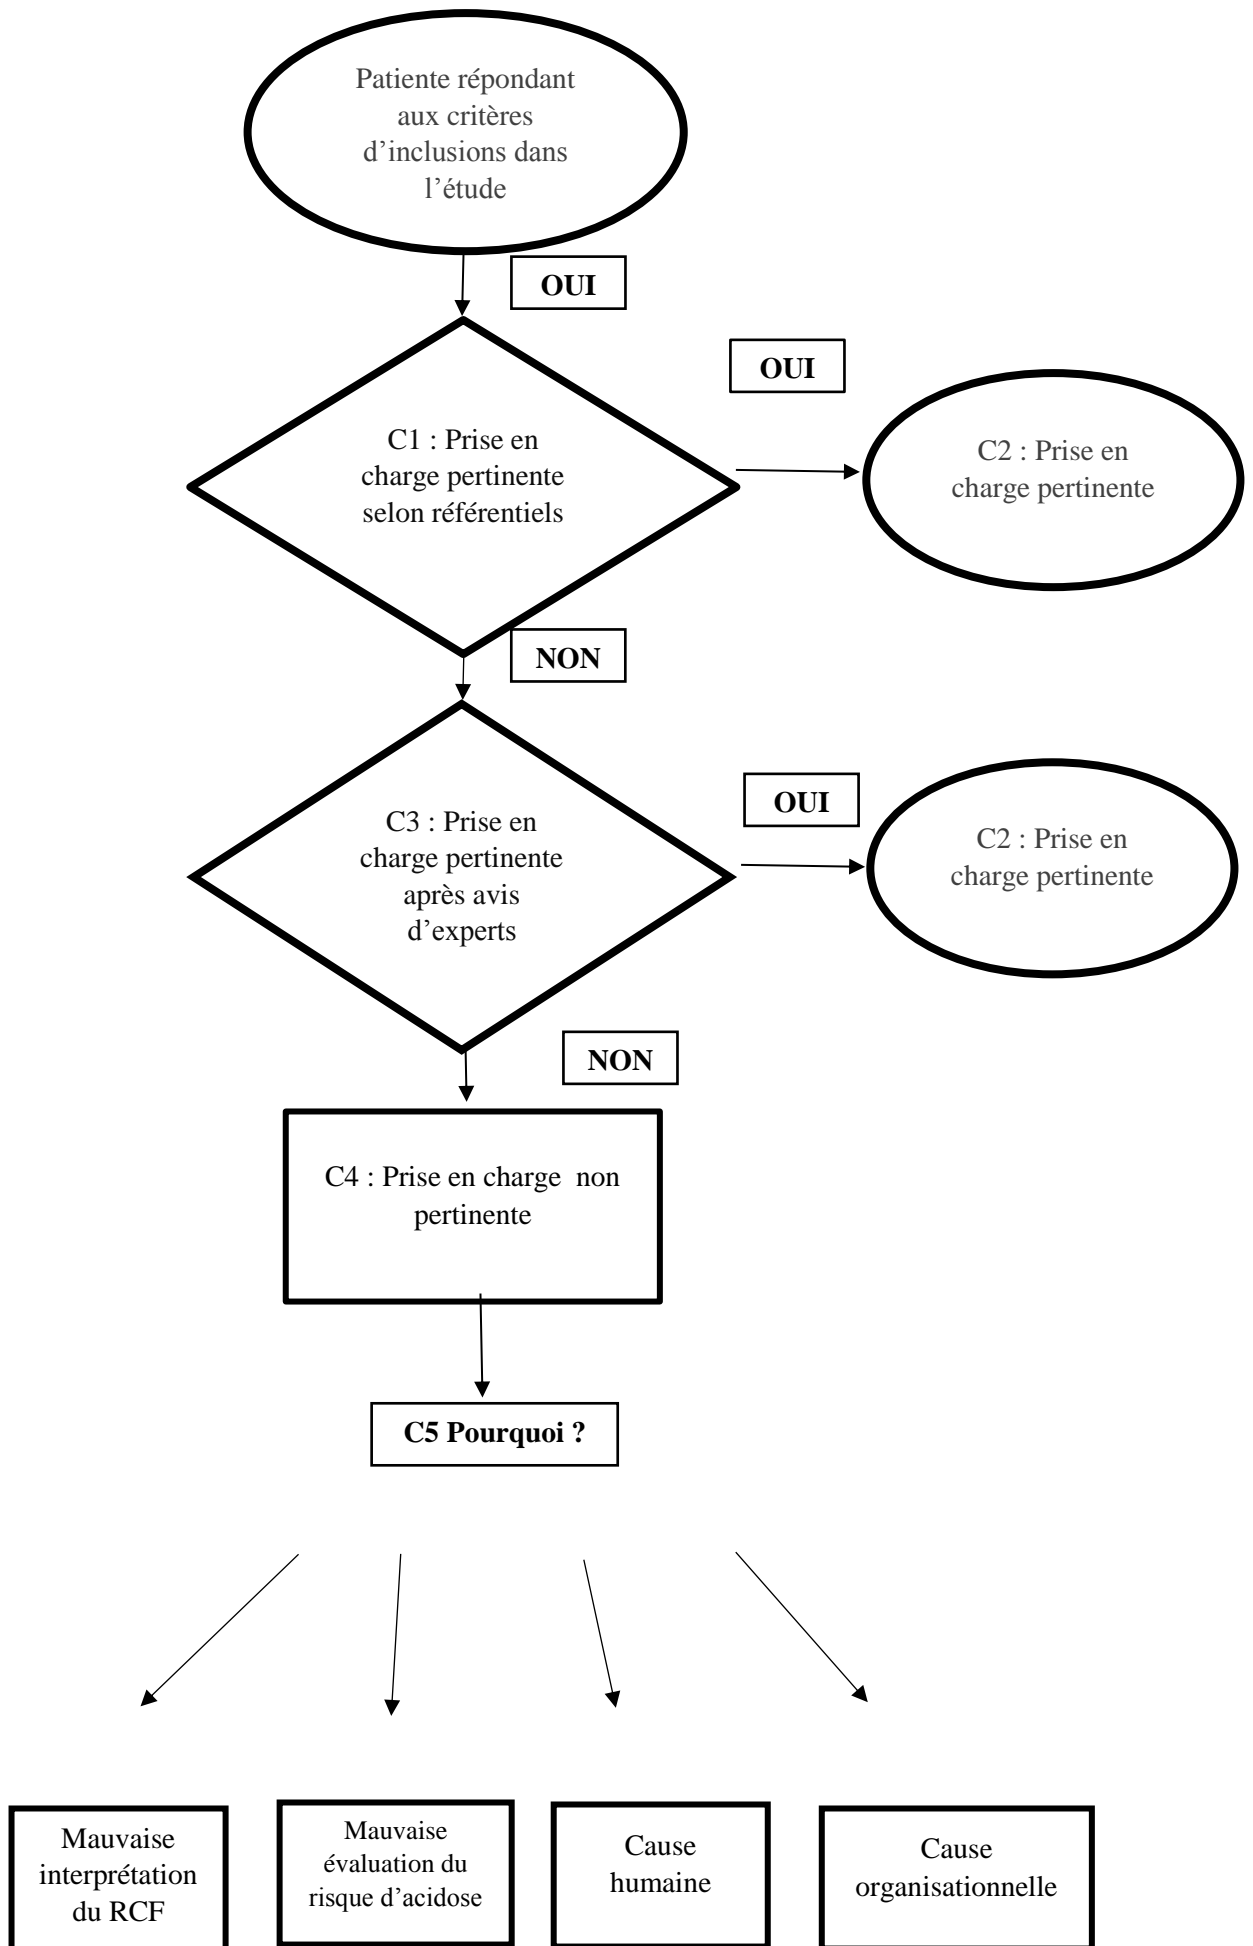 Patiente répondant
aux critères
d’inclusions dans
l’étude
OUI
OUI
C1 : Prise en
charge pertinente
selon référentiels
C2 : Prise en
charge pertinente
NON
OUI
C3 : Prise en
charge pertinente
après avis
d’experts
C2 : Prise en
charge pertinente
NON
C4 : Prise en charge  non
pertinente
C5 Pourquoi ?
Mauvaise
interprétation
du RCF
Mauvaise
évaluation du
risque d’acidose
Cause
humaine
Cause
organisationnelle